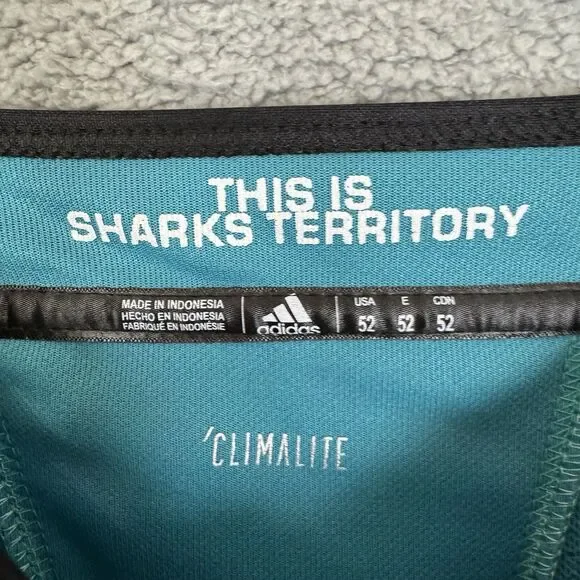 THIS IS
SHARKS TERRITORY
MADE IN INDONESIA
HECHO EN INDONESIA
FABRIQUÉ EN INDONÉSIE
adidas
USA E CDN
52 52 52
'CLIMALITE